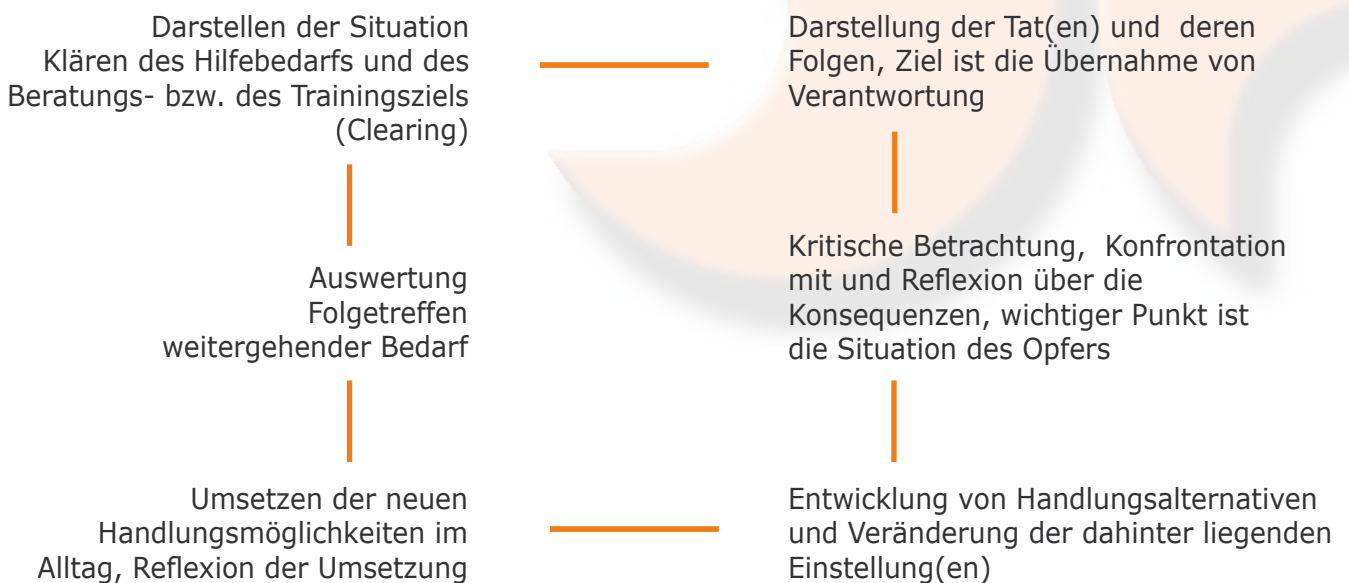 Darstellen der Situation
Klären des Hilfebedarfs und des
Beratungs- bzw. des Trainingsziels
(Clearing)
Darstellung der Tat(en) und  deren
Folgen, Ziel ist die Übernahme von
Verantwortung
Kritische Betrachtung,  Konfrontation
mit und Reflexion über die
Konsequenzen, wichtiger Punkt ist
die Situation des Opfers
Entwicklung von Handlungsalternativen
und Veränderung der dahinter liegenden
Einstellung(en)
Umsetzen der neuen
Handlungsmöglichkeiten im
Alltag, Reflexion der Umsetzung
Auswertung
Folgetreffen
weitergehender Bedarf